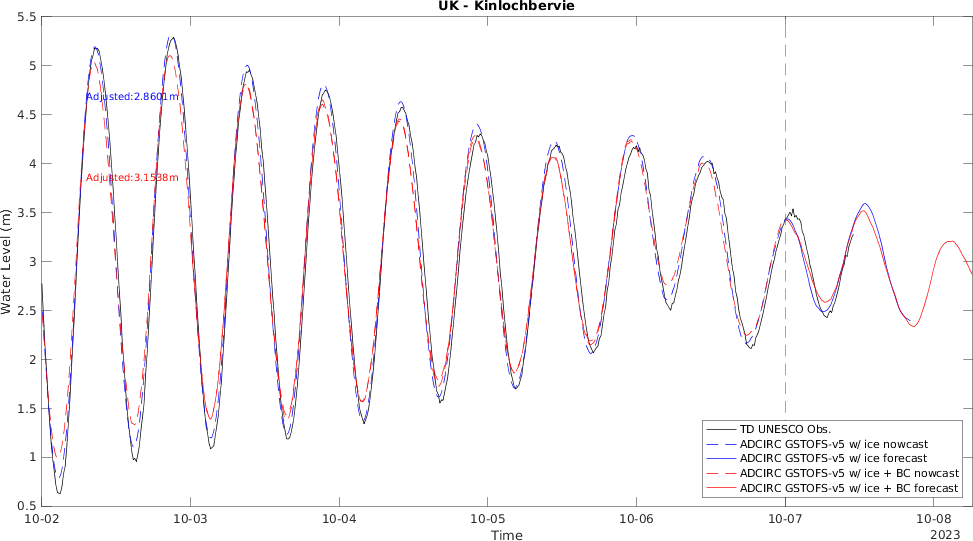 UK - Kinlochbervie
5.5
5
4.5
4
3.5
3
2.5
2
1.5
1
0.5
Water Level (m)
Adjusted:2.8601m
Adjusted:3.1538m
TD UNESCO Obs.
ADCIRC GSTOFS-v5 w/ ice nowcast
ADCIRC GSTOFS-v5 w/ ice forecast
ADCIRC GSTOFS-v5 w/ ice + BC nowcast
ADCIRC GSTOFS-v5 w/ ice + BC forecast
10-02 10-03 10-04 10-05 10-06 10-07 10-08
Time
2023